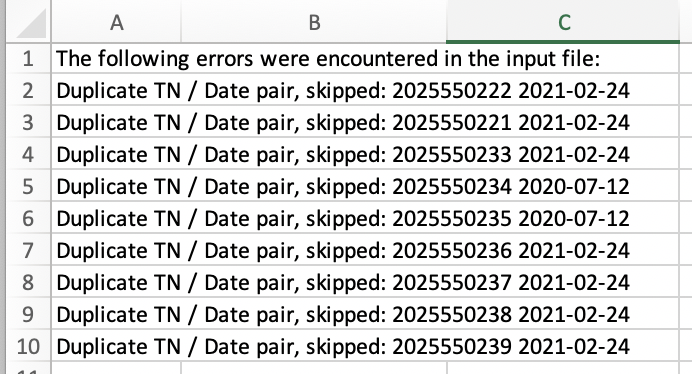 A B C
1 The following errors were encountered in the input file:
2 Duplicate TN / Date pair, skipped: 2025550222 2021-02-24
3 Duplicate TN / Date pair, skipped: 2025550221 2021-02-24
4 Duplicate TN / Date pair, skipped: 2025550233 2021-02-24
5 Duplicate TN / Date pair, skipped: 2025550234 2020-07-12
6 Duplicate TN / Date pair, skipped: 2025550235 2020-07-12
7 Duplicate TN / Date pair, skipped: 2025550236 2021-02-24
8 Duplicate TN / Date pair, skipped: 2025550237 2021-02-24
9 Duplicate TN / Date pair, skipped: 2025550238 2021-02-24
10 Duplicate TN / Date pair, skipped: 2025550239 2021-02-24